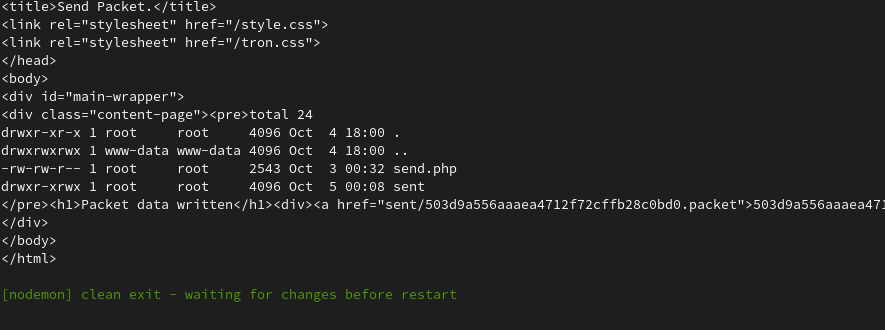 <title>Send Packet.</title>
<link rel="stylesheet" href="/style.css">
<link rel="stylesheet" href="/tron.css">
</head>
<body>
<div id="main-wrapper">
<div class="content-page"><pre>total 24
drwxr-xr-x 1 root     root     4096 Oct  4 18:00 .
drwxrwxrwx 1 www-data www-data 4096 Oct  4 18:00 ..
-rw-rw-r-- 1 root     root     2543 Oct  3 00:32 send.php
drwxr-xrwx 1 root     root     4096 Oct  5 00:08 sent
</pre><h1>Packet data written</h1><div><a href="sent/503d9a556aaaea4712f72cffb28c0bd0.packet">503d9a556aaaea471
</div>
</body>
</html>
[nodemon] clean exit - waiting for changes before restart